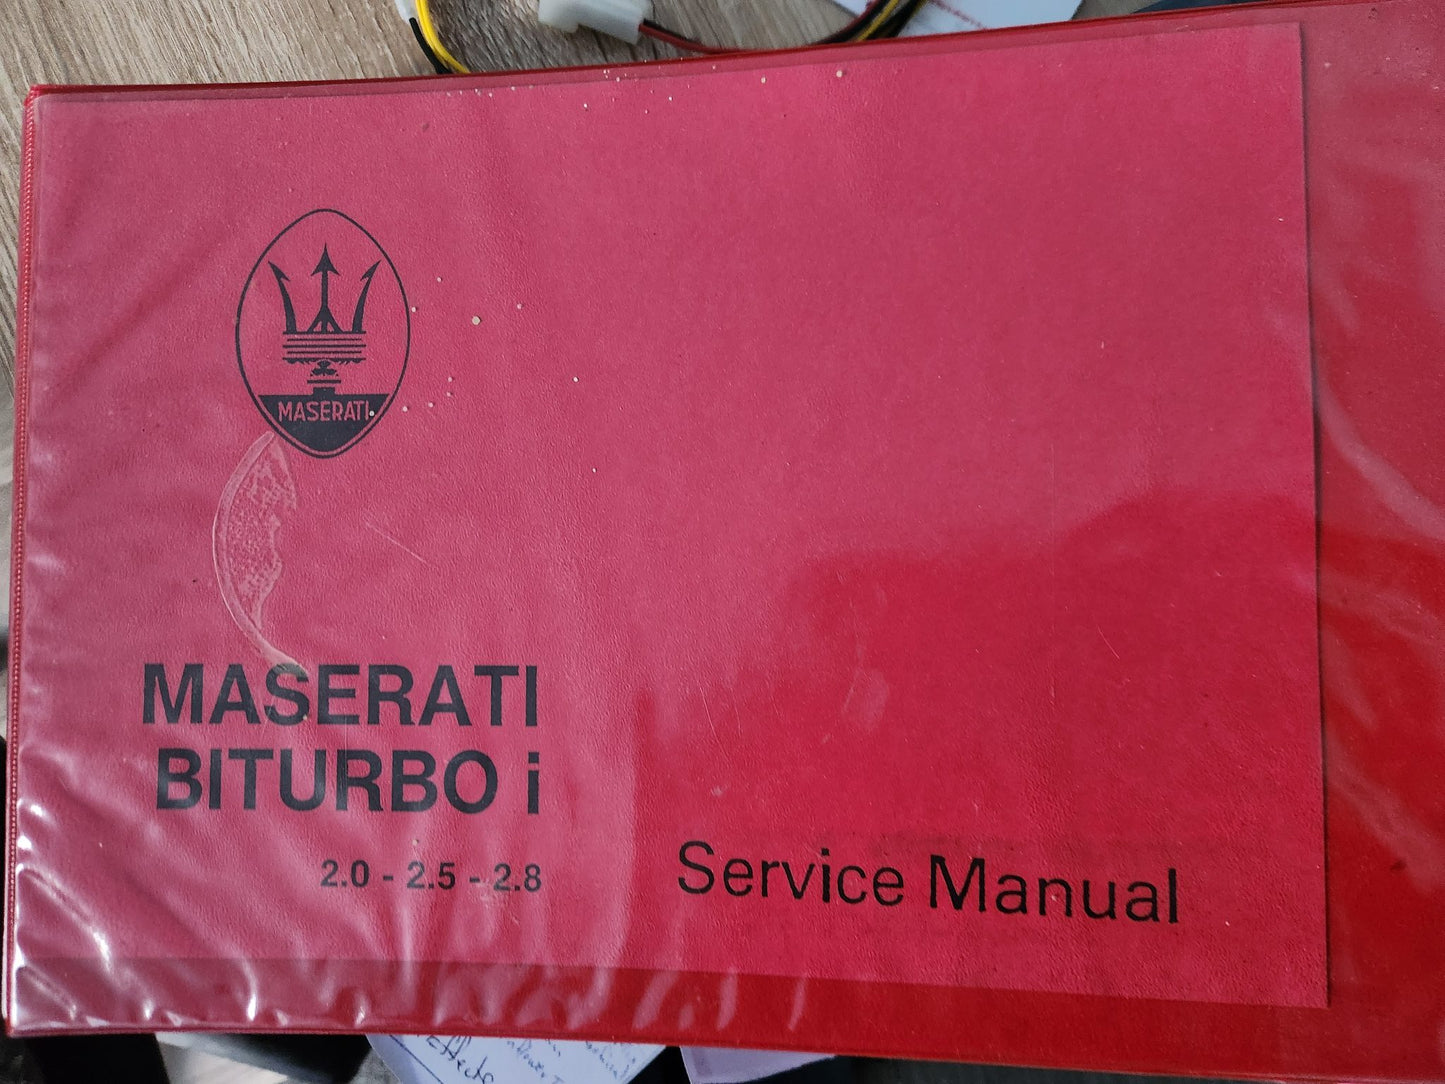 MASERATI
MASERATI
BITURBO i
2.0 - 2.5 - 2.8
Service Manual